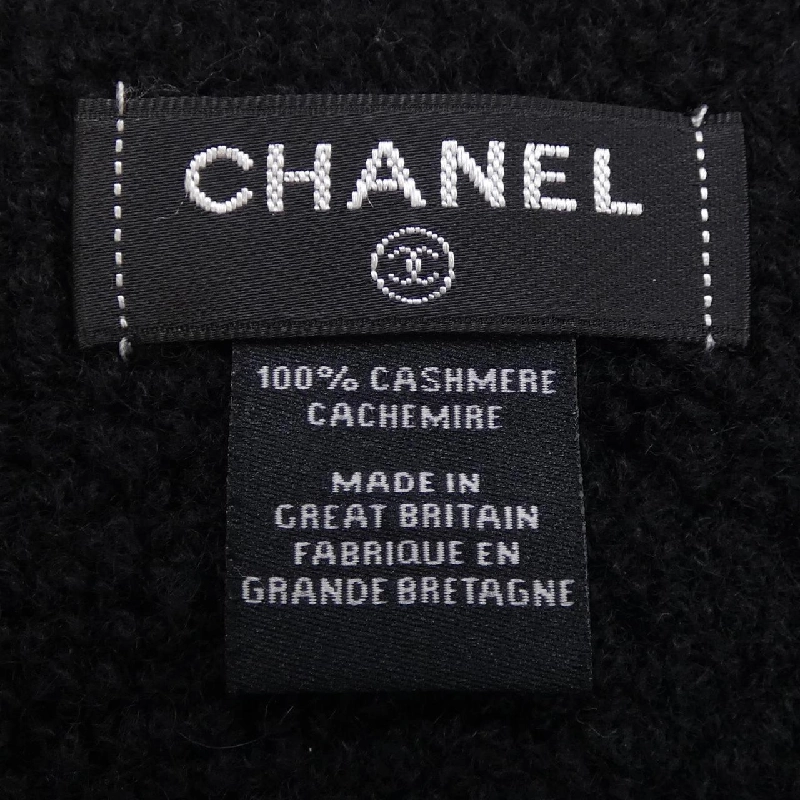 CHANEL
100% CASHMERE
CACHEMIRE
MADE IN
GREAT BRITAIN
FABRIQUE EN
GRANDE BRETAGNE